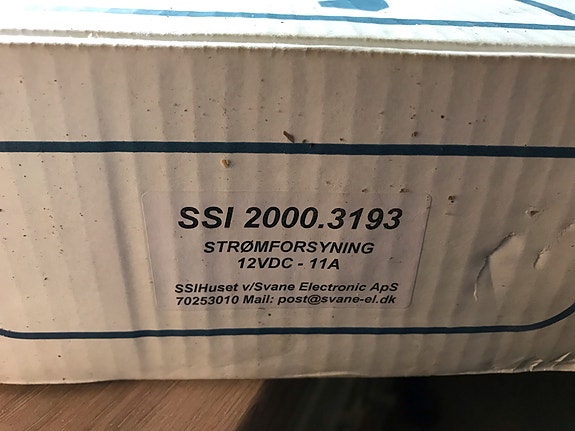 SSI 2000.3193
STRØMFORSYNING
12VDC - 11A
SSIHuset v/Svane Electronic ApS
70253010 Mail: post@svane-el.dk